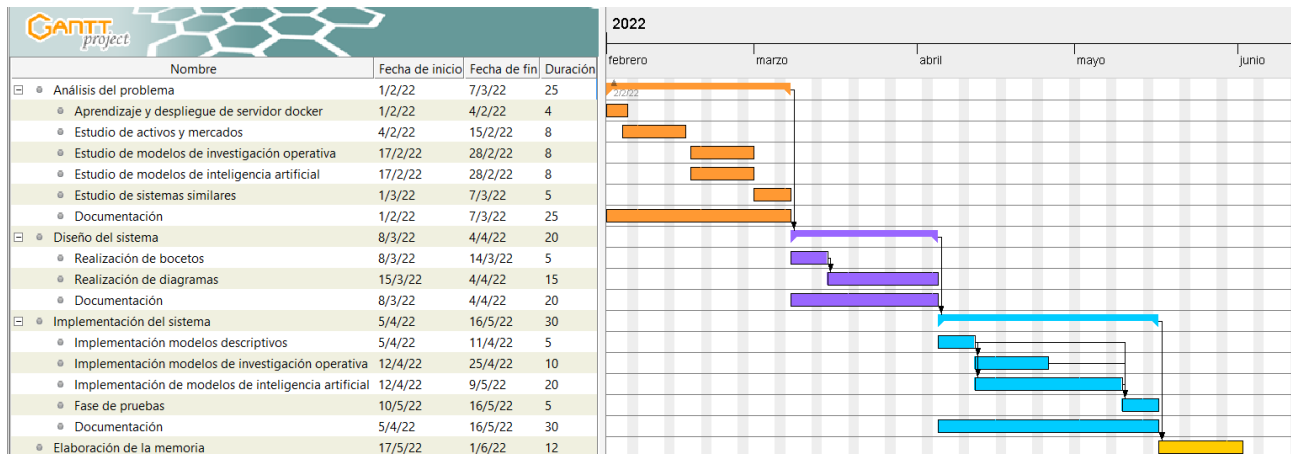 GANTT
project
2022
febrero marzo abril mayo junio
Nombre Fecha de inicio Fecha de fin Duración
2/2/22
Análisis del problema 1/2/22 7/3/22 25
Aprendizaje y despliegue de servidor docker 1/2/22 4/2/22 4
Estudio de activos y mercados 4/2/22 15/2/22 8
Estudio de modelos de investigación operativa 17/2/22 28/2/22 8
Estudio de modelos de inteligencia artificial 17/2/22 28/2/22 8
Estudio de sistemas similares 1/3/22 7/3/22 5
Documentación 1/2/22 7/3/22 25
Diseño del sistema 8/3/22 4/4/22 20
Realización de bocetos 8/3/22 14/3/22 5
Realización de diagramas 15/3/22 4/4/22 15
Documentación 8/3/22 4/4/22 20
Implementación del sistema 5/4/22 16/5/22 30
Implementación modelos descriptivos 5/4/22 11/4/22 5
Implementación modelos de investigación operativa 12/4/22 25/4/22 10
Implementación de modelos de inteligencia artificial 12/4/22 9/5/22 20
Fase de pruebas 10/5/22 16/5/22 5
Documentación 5/4/22 16/5/22 30
Elaboración de la memoria 17/5/22 1/6/22 12